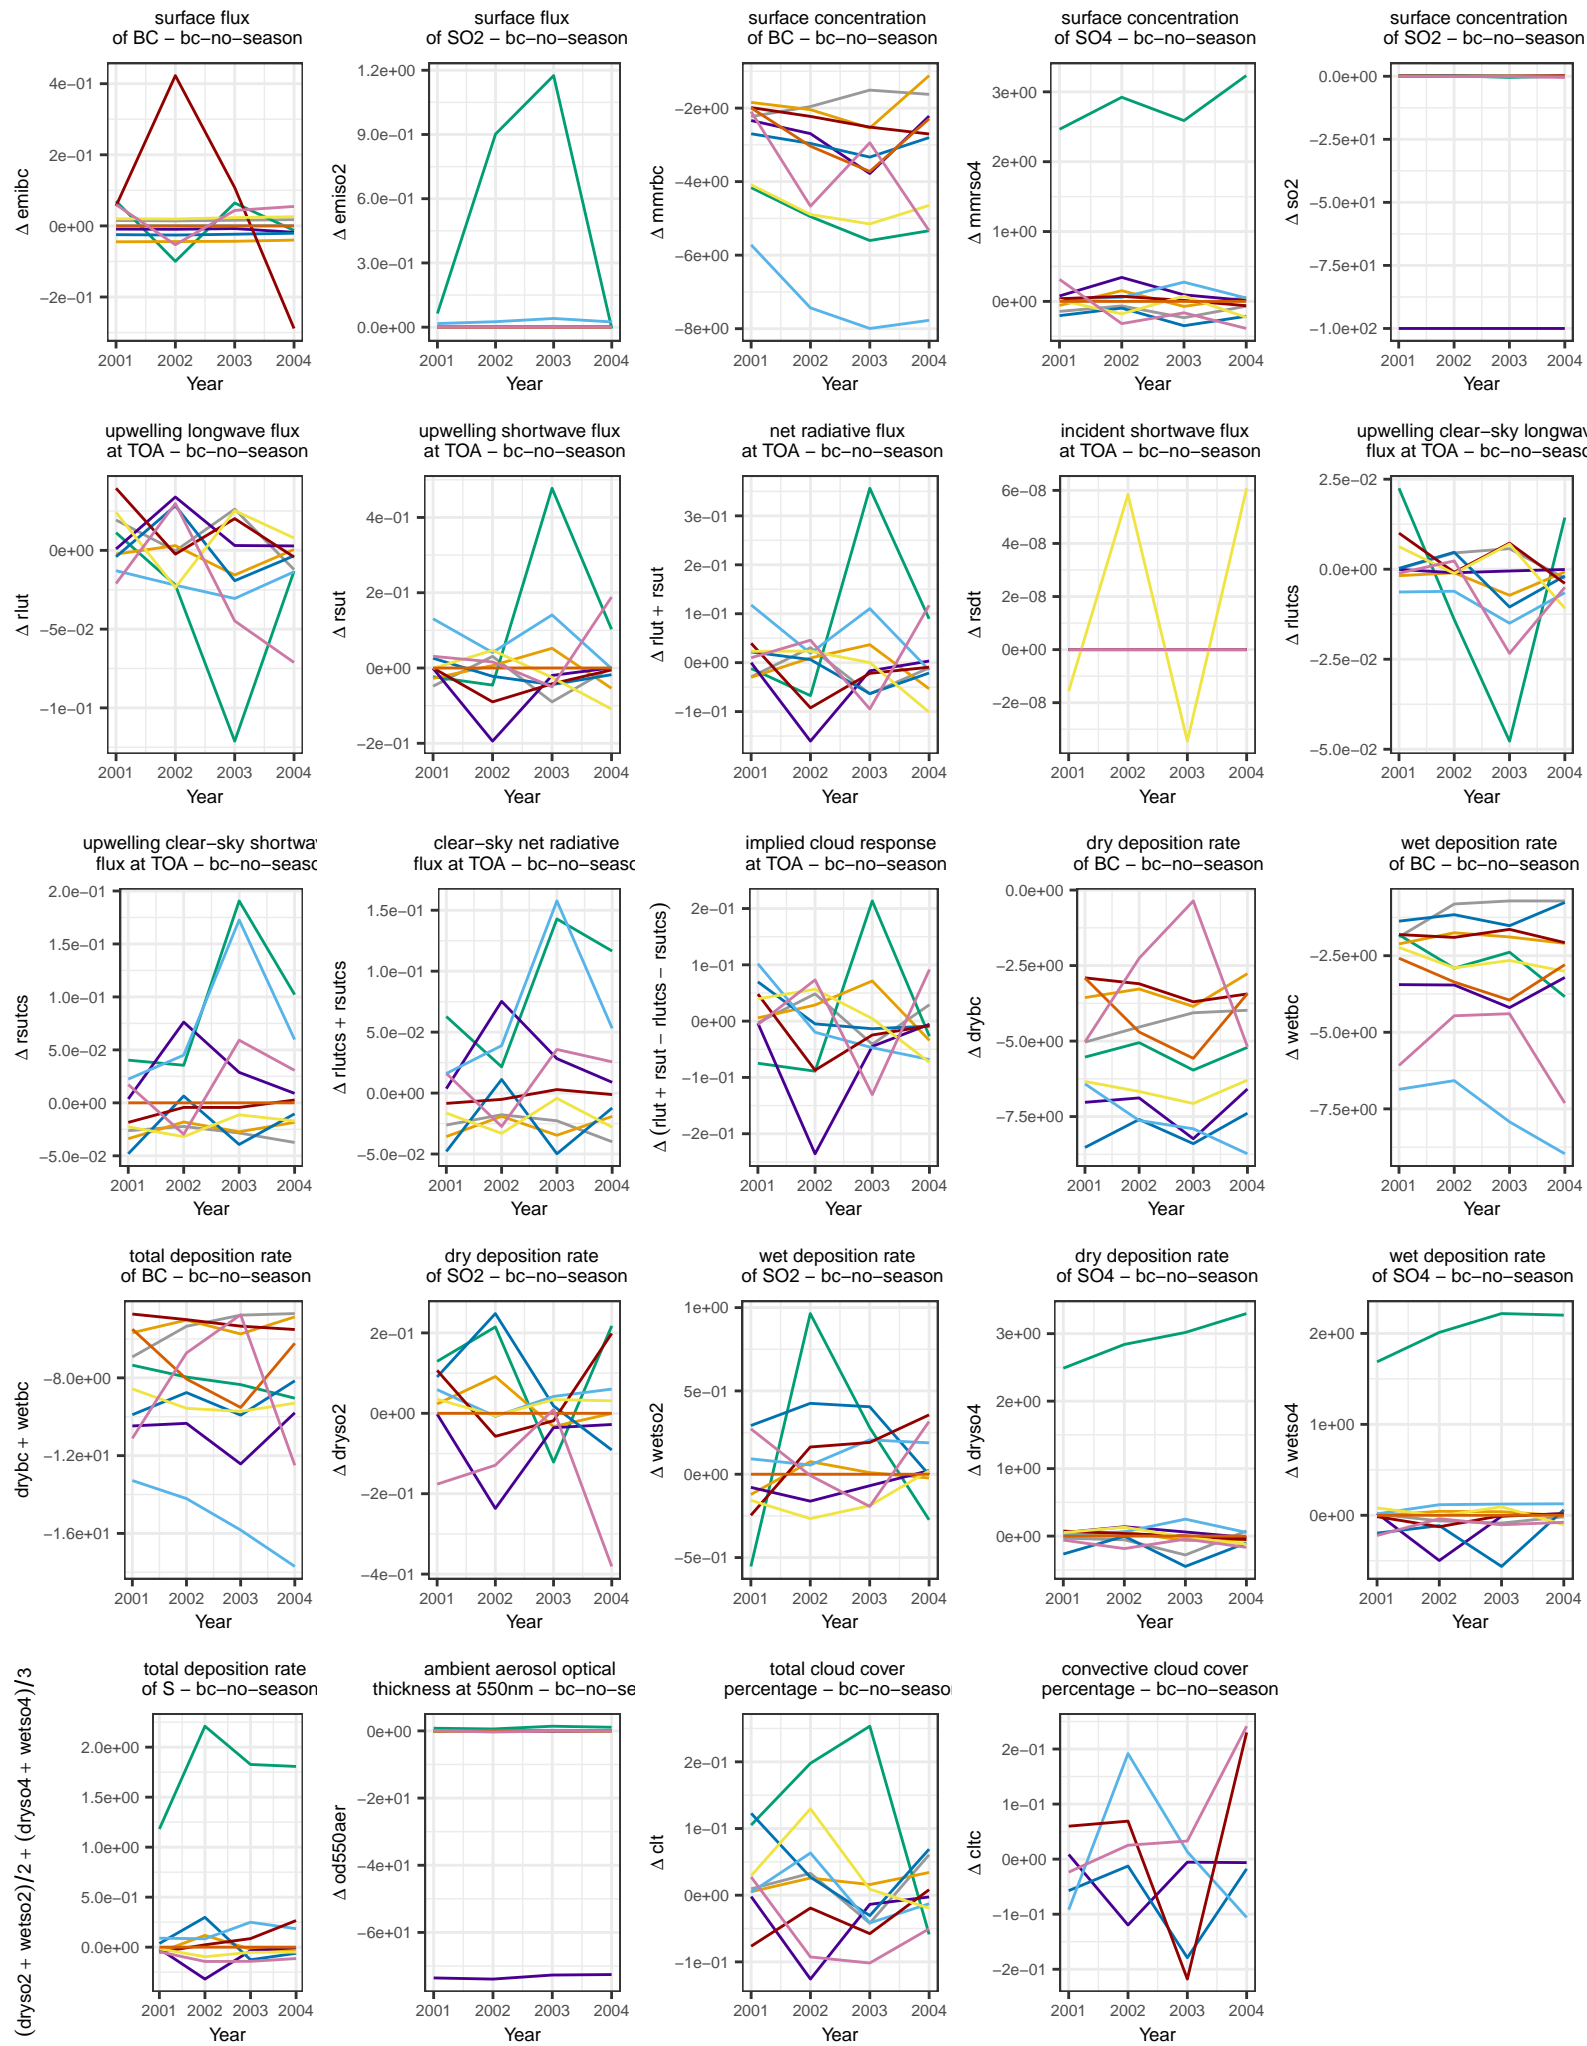 surface flux
of BC − bc−no−season
4e−01
2e−01
0e+00
−2e−01
Δ emibc
2001 2002 2003 2004
Year
surface flux
of SO2 − bc−no−season
1.2e+00
9.0e−01
6.0e−01
3.0e−01
0.0e+00
Δ emiso2
2001 2002 2003 2004
Year
surface concentration
of BC − bc−no−season
−2e+00
−4e+00
−6e+00
−8e+00
Δ mmrbc
2001 2002 2003 2004
Year
surface concentration
of SO4 − bc−no−season
3e+00
2e+00
1e+00
0e+00
Δ mmrso4
2001 2002 2003 2004
Year
surface concentration
of SO2 − bc−no−season
0.0e+00
−2.5e+01
−5.0e+01
−7.5e+01
−1.0e+02
Δ so2
2001 2002 2003 2004
Year
upwelling longwave flux
at TOA − bc−no−season
0e+00
−5e−02
−1e−01
Δ rlut
2001 2002 2003 2004
Year
upwelling shortwave flux
at TOA − bc−no−season
4e−01
2e−01
0e+00
−2e−01
Δ rsut
2001 2002 2003 2004
Year
net radiative flux
at TOA − bc−no−season
3e−01
2e−01
1e−01
0e+00
−1e−01
Δ rlut + rsut
2001 2002 2003 2004
Year
incident shortwave flux
at TOA − bc−no−season
6e−08
4e−08
2e−08
0e+00
−2e−08
Δ rsdt
2001 2002 2003 2004
Year
upwelling clear−sky longwav
flux at TOA − bc−no−seasc
2.5e−02
0.0e+00
−2.5e−02
−5.0e−02
Δ rlutcs
2001 2002 2003 2004
Year
upwelling clear−sky shortwav
flux at TOA − bc−no−seasc
2.0e−01
1.5e−01
1.0e−01
5.0e−02
0.0e+00
−5.0e−02
Δ rsutcs
2001 2002 2003 2004
Year
clear−sky net radiative
flux at TOA − bc−no−seasc
1.5e−01
1.0e−01
5.0e−02
0.0e+00
−5.0e−02
Δ rlutcs + rsutcs
2001 2002 2003 2004
Year
implied cloud response
at TOA − bc−no−season
2e−01
1e−01
0e+00
−1e−01
−2e−01
Δ (rlut + rsut − rlutcs − rsutcs)
2001 2002 2003 2004
Year
dry deposition rate
of BC − bc−no−season
0.0e+00
−2.5e+00
−5.0e+00
−7.5e+00
Δ drybc
2001 2002 2003 2004
Year
wet deposition rate
of BC − bc−no−season
−2.5e+00
−5.0e+00
−7.5e+00
Δ wetbc
2001 2002 2003 2004
Year
total deposition rate
of BC − bc−no−season
−8.0e+00
−1.2e+01
−1.6e+01
drybc + wetbc
2001 2002 2003 2004
Year
dry deposition rate
of SO2 − bc−no−season
2e−01
0e+00
−2e−01
−4e−01
Δ dryso2
2001 2002 2003 2004
Year
wet deposition rate
of SO2 − bc−no−season
1e+00
5e−01
0e+00
−5e−01
Δ wetso2
2001 2002 2003 2004
Year
dry deposition rate
of SO4 − bc−no−season
3e+00
2e+00
1e+00
0e+00
Δ dryso4
2001 2002 2003 2004
Year
wet deposition rate
of SO4 − bc−no−season
2e+00
1e+00
0e+00
Δ wetso4
2001 2002 2003 2004
Year
total deposition rate
of S − bc−no−season
2.0e+00
1.5e+00
1.0e+00
5.0e−01
0.0e+00
(dryso2 + wetso2)/2 + (dryso4 + wetso4)/3
2001 2002 2003 2004
Year
ambient aerosol optical
thickness at 550nm − bc−no−se
0e+00
−2e+01
−4e+01
−6e+01
Δ od550aer
2001 2002 2003 2004
Year
total cloud cover
percentage − bc−no−season
2e−01
1e−01
0e+00
−1e−01
Δ clt
2001 2002 2003 2004
Year
convective cloud cover
percentage − bc−no−season
2e−01
1e−01
0e+00
−1e−01
−2e−01
Δ cltc
2001 2002 2003 2004
Year